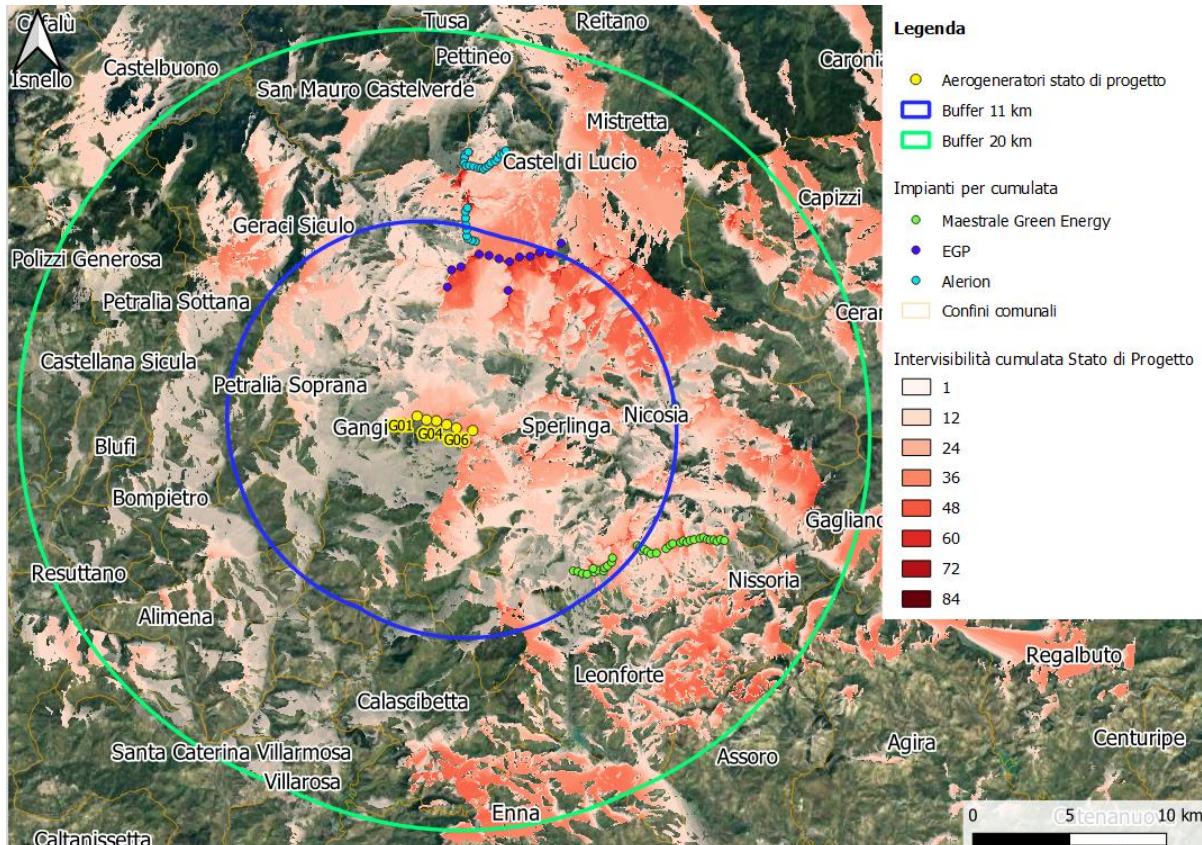 Cefalù
Tusa
Reitano
Pettineo
Caronia
Isnello
Castelbuono
San Mauro Castelverde
Mistretta
Castel di Lucio
Capizzi
Geraci Siculo
Polizzi Generosa
Petralia Sottana
Ceram
Castellana Sicula
Petralia Soprana
Nicosia
Gangi
G01
G04
G06
Sperlinga
Blufi
Bompietro
Gagliano
Resuttano
Nissoria
Alimena
Regalbuto
Leonforte
Calascibetta
Santa Caterina Villarmosa
Assoro
Agira
Centuripe
Villarosa
Enna
Caltanissetta
Catenanuov
Legenda
Aerogeneratori stato di progetto
Buffer 11 km
Buffer 20 km
Impianti per cumulata
Maestrale Green Energy
EGP
Alerion
Confini comunali
Intervisibilità cumulata Stato di Progetto
1
12
24
36
48
60
72
84
0 5 10 km